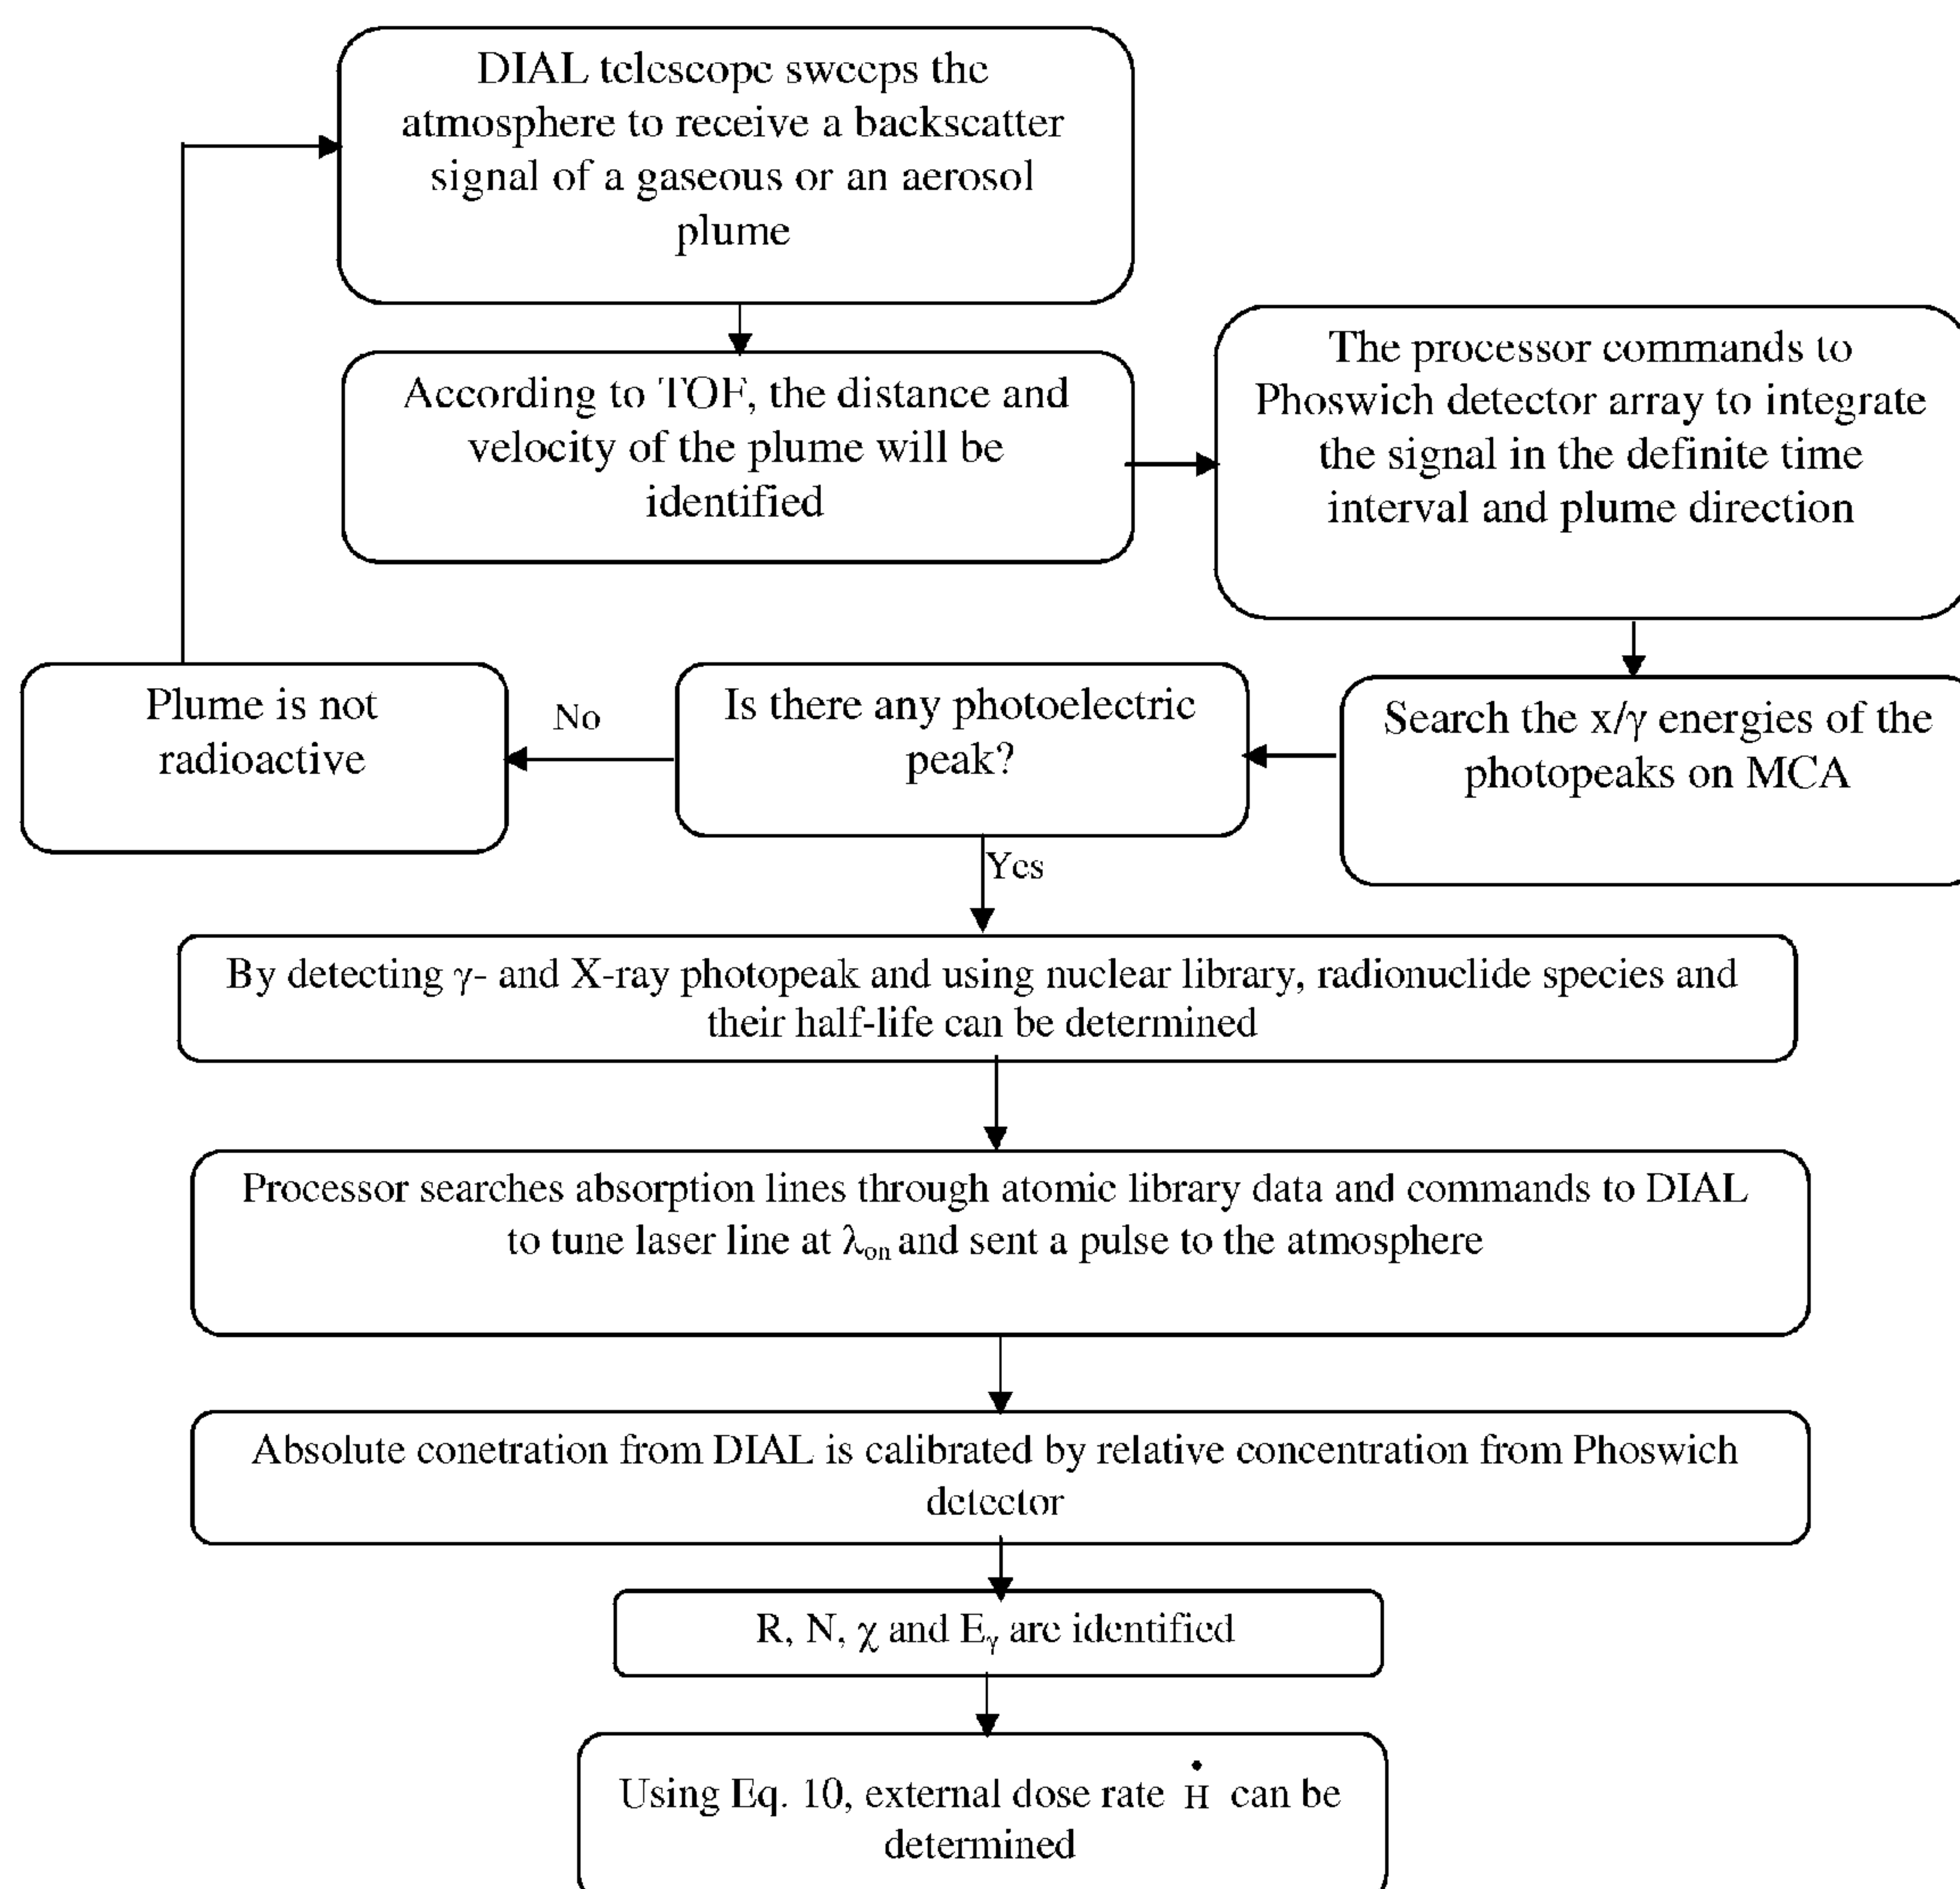 DIAL telescope sweeps the
atmosphere to receive a backscatter
signal of a gaseous or an aerosol
plume
According to TOF, the distance and
velocity of the plume will be
identified
The processor commands to
Phoswich detector array to integrate
the signal in the definite time
interval and plume direction
Search the x/γ energies of the
photopeaks on MCA
Is there any photoelectric
peak?
No
Plume is not
radioactive
Yes
By detecting γ- and X-ray photopeak and using nuclear library, radionuclide species and
their half-life can be determined
Processor searches absorption lines through atomic library data and commands to DIAL
to tune laser line at λon and sent a pulse to the atmosphere
Absolute conetration from DIAL is calibrated by relative concentration from Phoswich
detector
R, N, χ and Eγ are identified
Using Eq. 10, external dose rate Ḣ can be
determined